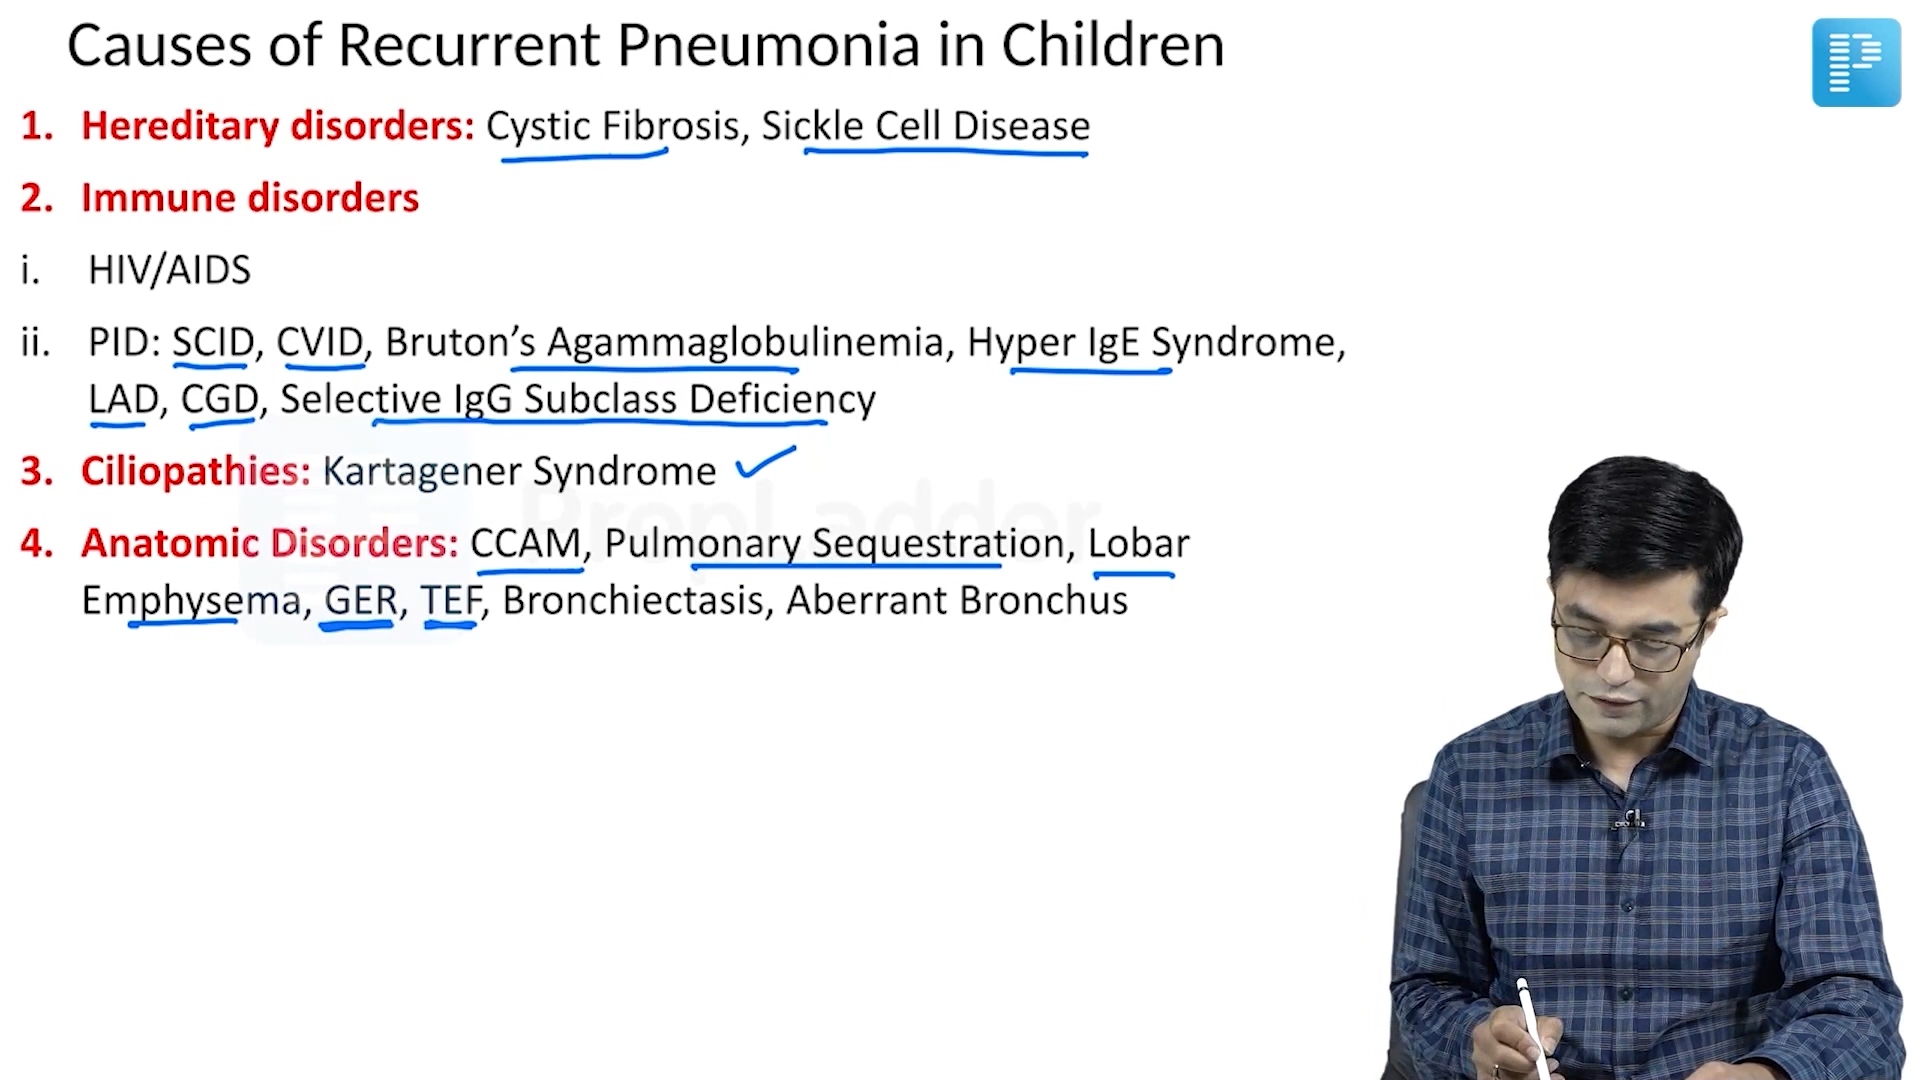 Causes of Recurrent Pneumonia in Children
1. Hereditary disorders: Cystic Fibrosis, Sickle Cell Disease
2. Immune disorders
i. HIV/AIDS
ii. PID: SCID, CVID, Bruton’s Agammaglobulinemia, Hyper IgE Syndrome,
LAD, CGD, Selective IgG Subclass Deficiency
3. Ciliopathies: Kartagener Syndrome
PrepLadder
4. Anatomic Disorders: CCAM, Pulmonary Sequestration, Lobar
Emphysema, GER, TEF, Bronchiectasis, Aberrant Bronchus